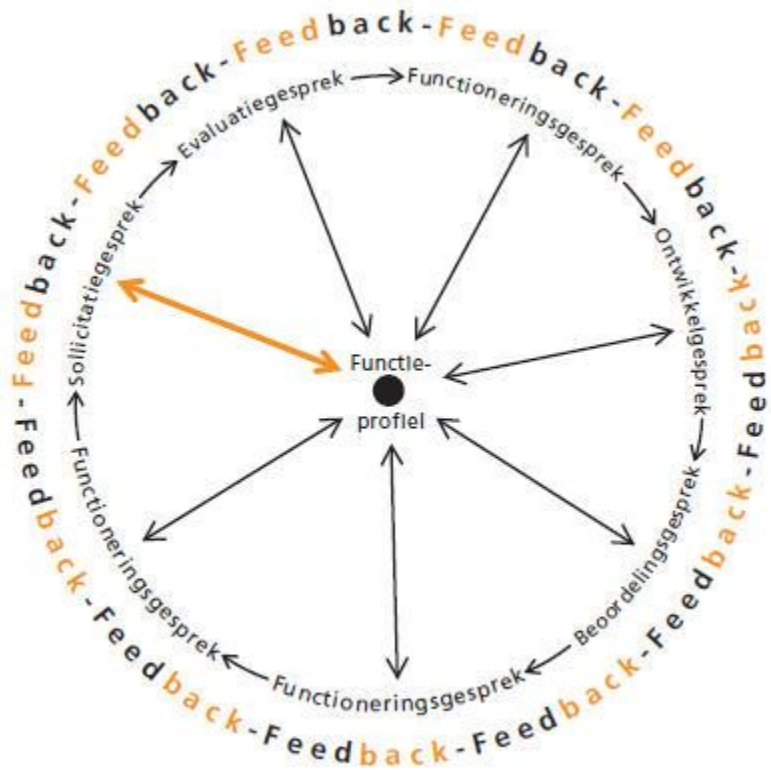 Feedback-Feedback-Feedback-Feedback-Feedback-Feedback-Feedback-Feedback-Feedback-Feedback-Feedback-
Sollicitatiegesprek
Evaluatiegesprek
Functioneringsgesprek
Ontwikkelgesprek
Beoordelingsgesprek
Functioneringsgesprek
Functioneringsgesprek
Functie-
profiel